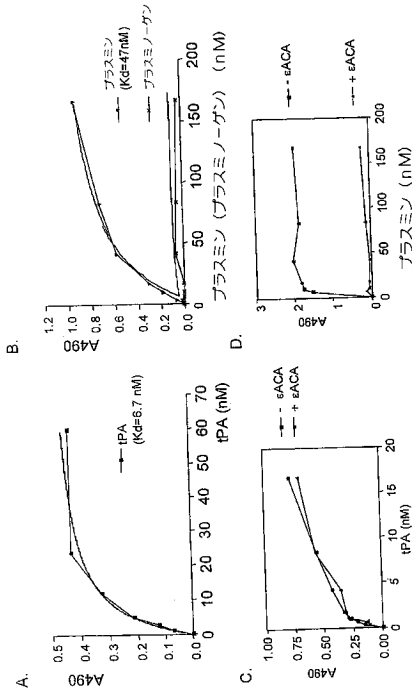 A.
A490
0.5
0.4
0.3
0.2
0.1
0.0
0 10 20 30 40 50 60 70
tPA (nM)
tPA
(Kd=6.7 nM)
B.
A490
1.2
1.0
0.8
0.6
0.4
0.2
0.0
0 50 100 150 200
プラスミン (プラスミノーゲン) (nM)
プラスミン
(Kd=47nM)
プラスミノーゲン
C.
A490
1.00
0.75
0.50
0.25
0.00
0 5 10 15 20
tPA (nM)
- εACA
+ εACA
D.
A490
3
2
1
0
0 50 100 150 200
プラスミン (nM)
- εACA
+ εACA